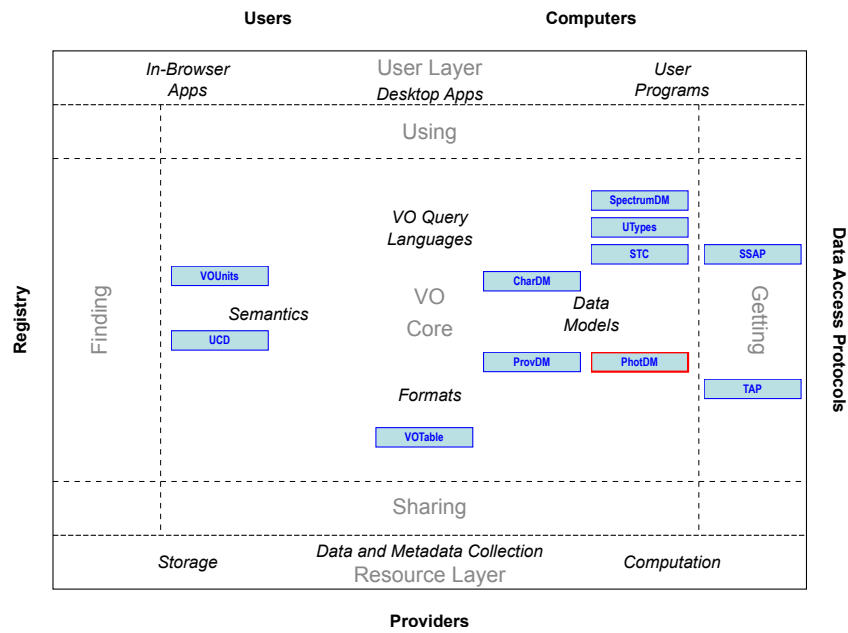 Users
Computers
In-Browser
Apps
User Layer
Desktop Apps
User
Programs
Using
SpectrumDM
UTypes
STC
SSAP
VO Query
Languages
VOUnits
CharDM
Semantics
VO
Core
Data
Models
UCD
ProvDM
PhotDM
TAP
Formats
VOTable
Registry
Finding
Getting
Data Access Protocols
Sharing
Storage
Data and Metadata Collection
Computation
Resource Layer
Providers